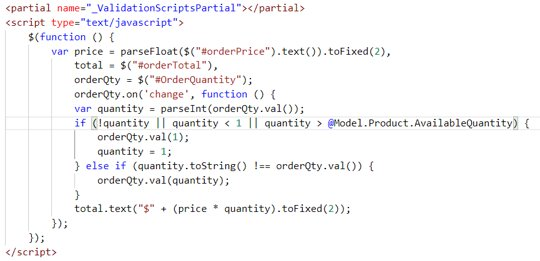 <partial name="_ValidationScriptsPartial"></partial>
<script type="text/javascript">
    $(function () {
        var price = parseFloat($("#orderPrice").text()).toFixed(2),
            total = $("#orderTotal"),
            orderQty = $("#OrderQuantity");
            orderQty.on('change', function () {
            var quantity = parseInt(orderQty.val());
            if (!quantity || quantity < 1 || quantity > @Model.Product.AvailableQuantity) {
                orderQty.val(1);
                quantity = 1;
            } else if (quantity.toString() !== orderQty.val()) {
                orderQty.val(quantity);
            }
            total.text("$" + (price * quantity).toFixed(2));
        });
    });
</script>